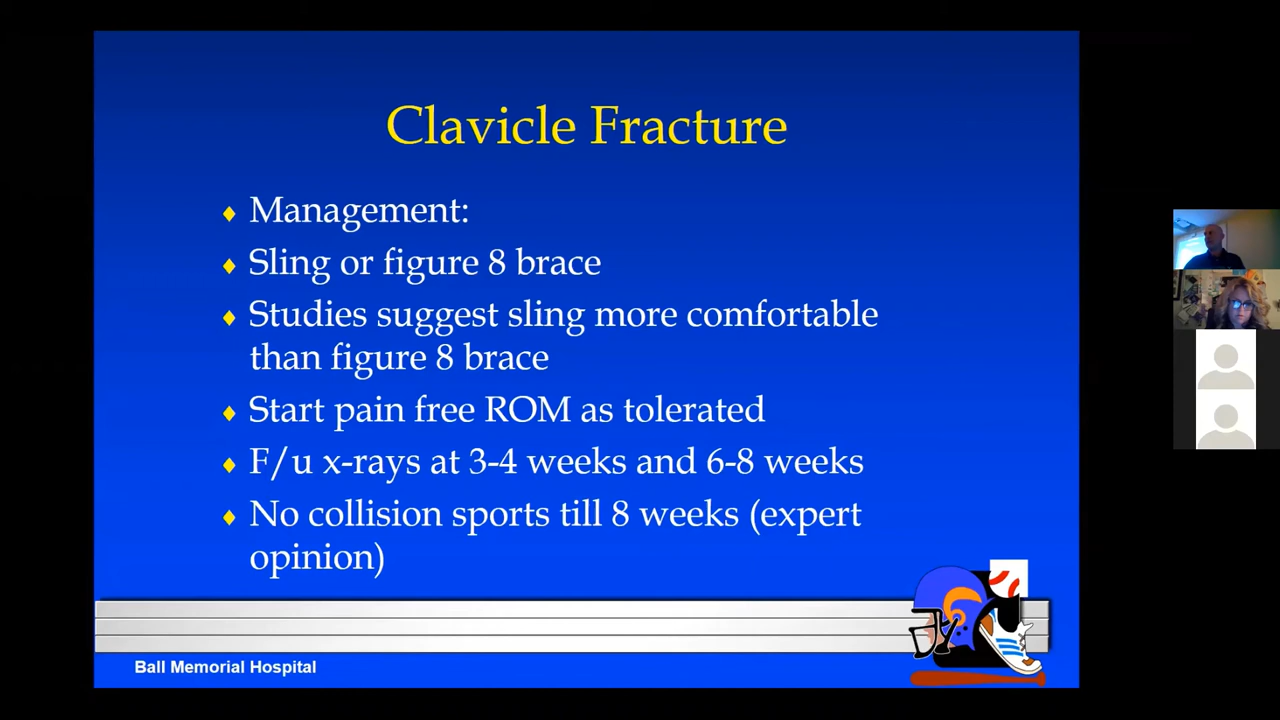 Clavicle Fracture
Management:
Sling or figure 8 brace
Studies suggest sling more comfortable
than figure 8 brace
Start pain free ROM as tolerated
F/u x-rays at 3-4 weeks and 6-8 weeks
No collision sports till 8 weeks (expert
opinion)
Ball Memorial Hospital